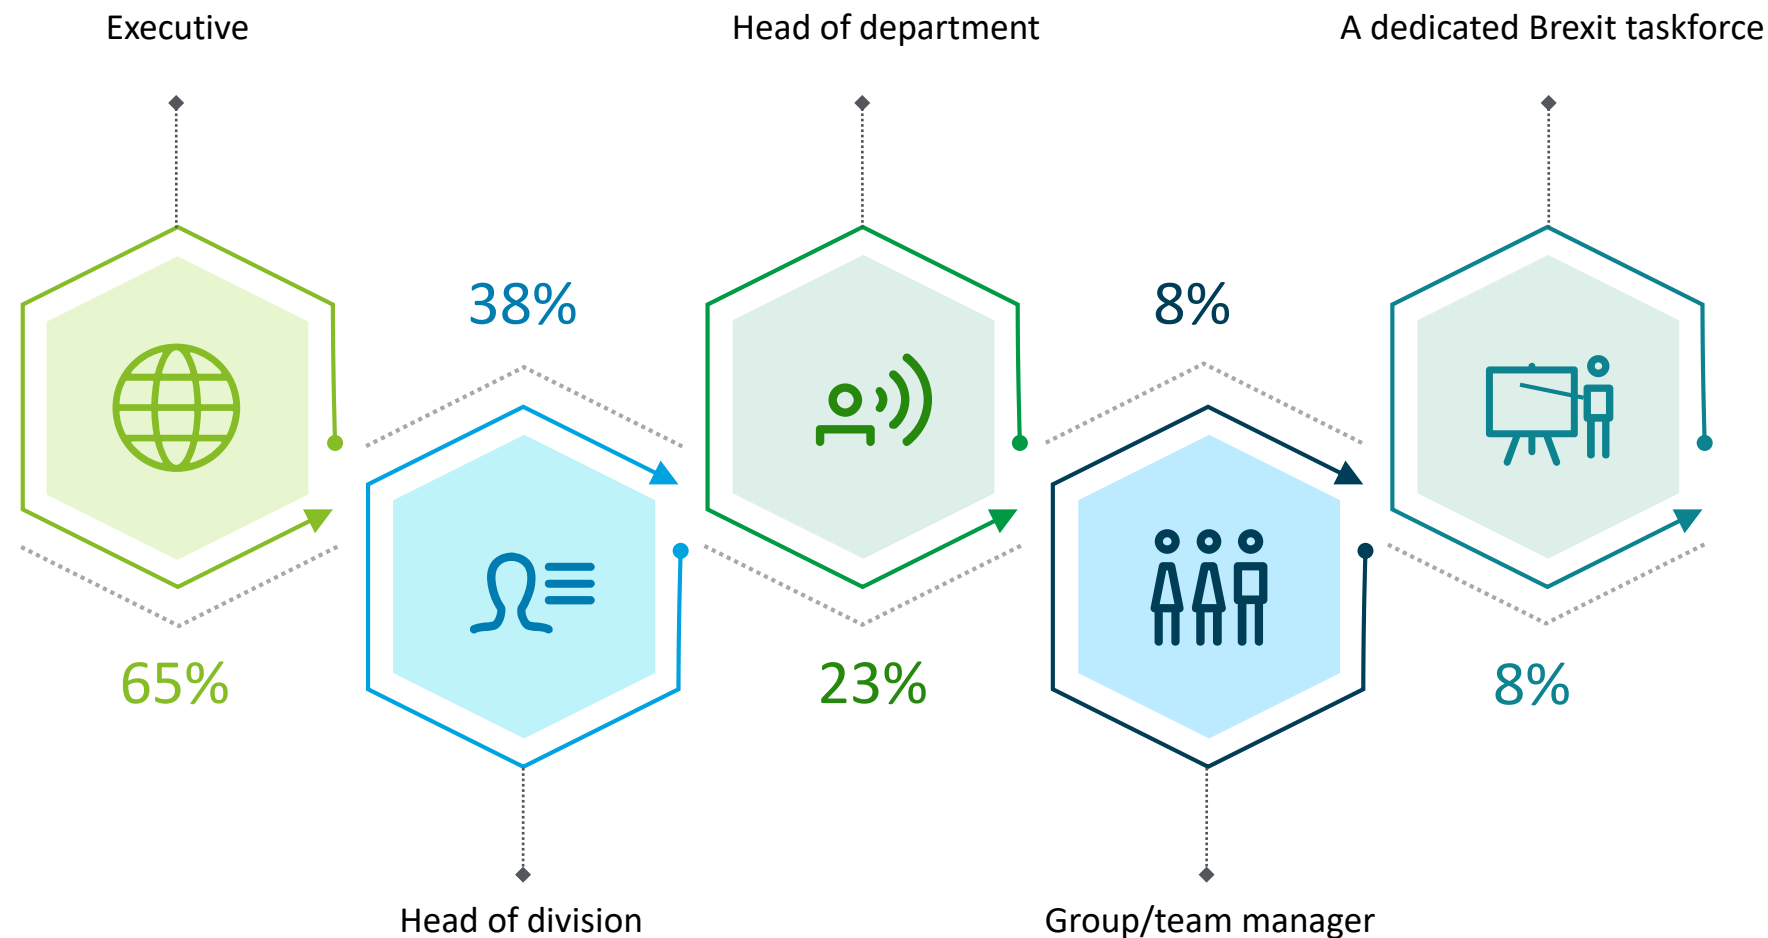 Executive
Head of department
A dedicated Brexit taskforce
38%
8%
65%
23%
8%
Head of division
Group/team manager